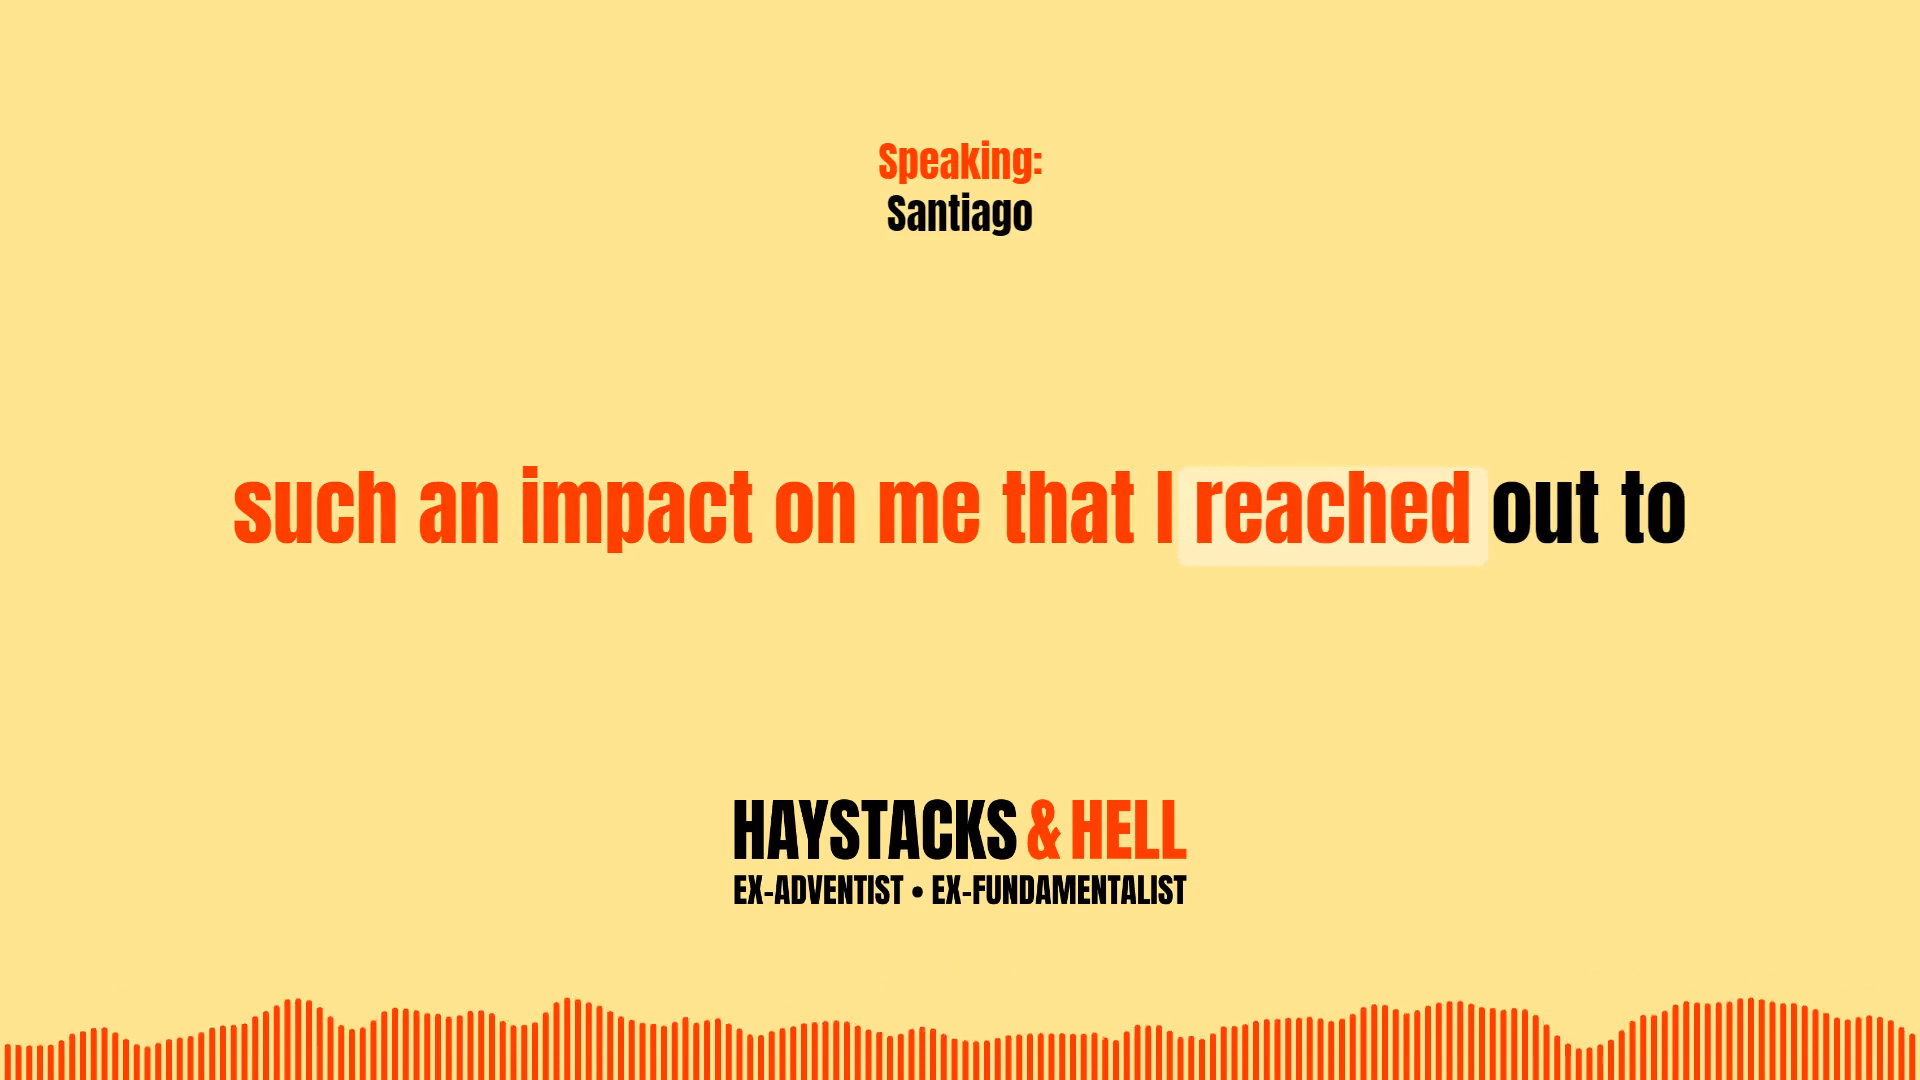 Speaking:
Santiago
such an impact on me that I reached out to
HAYSTACKS & HELL
EX-ADVENTIST • EX-FUNDAMENTALIST